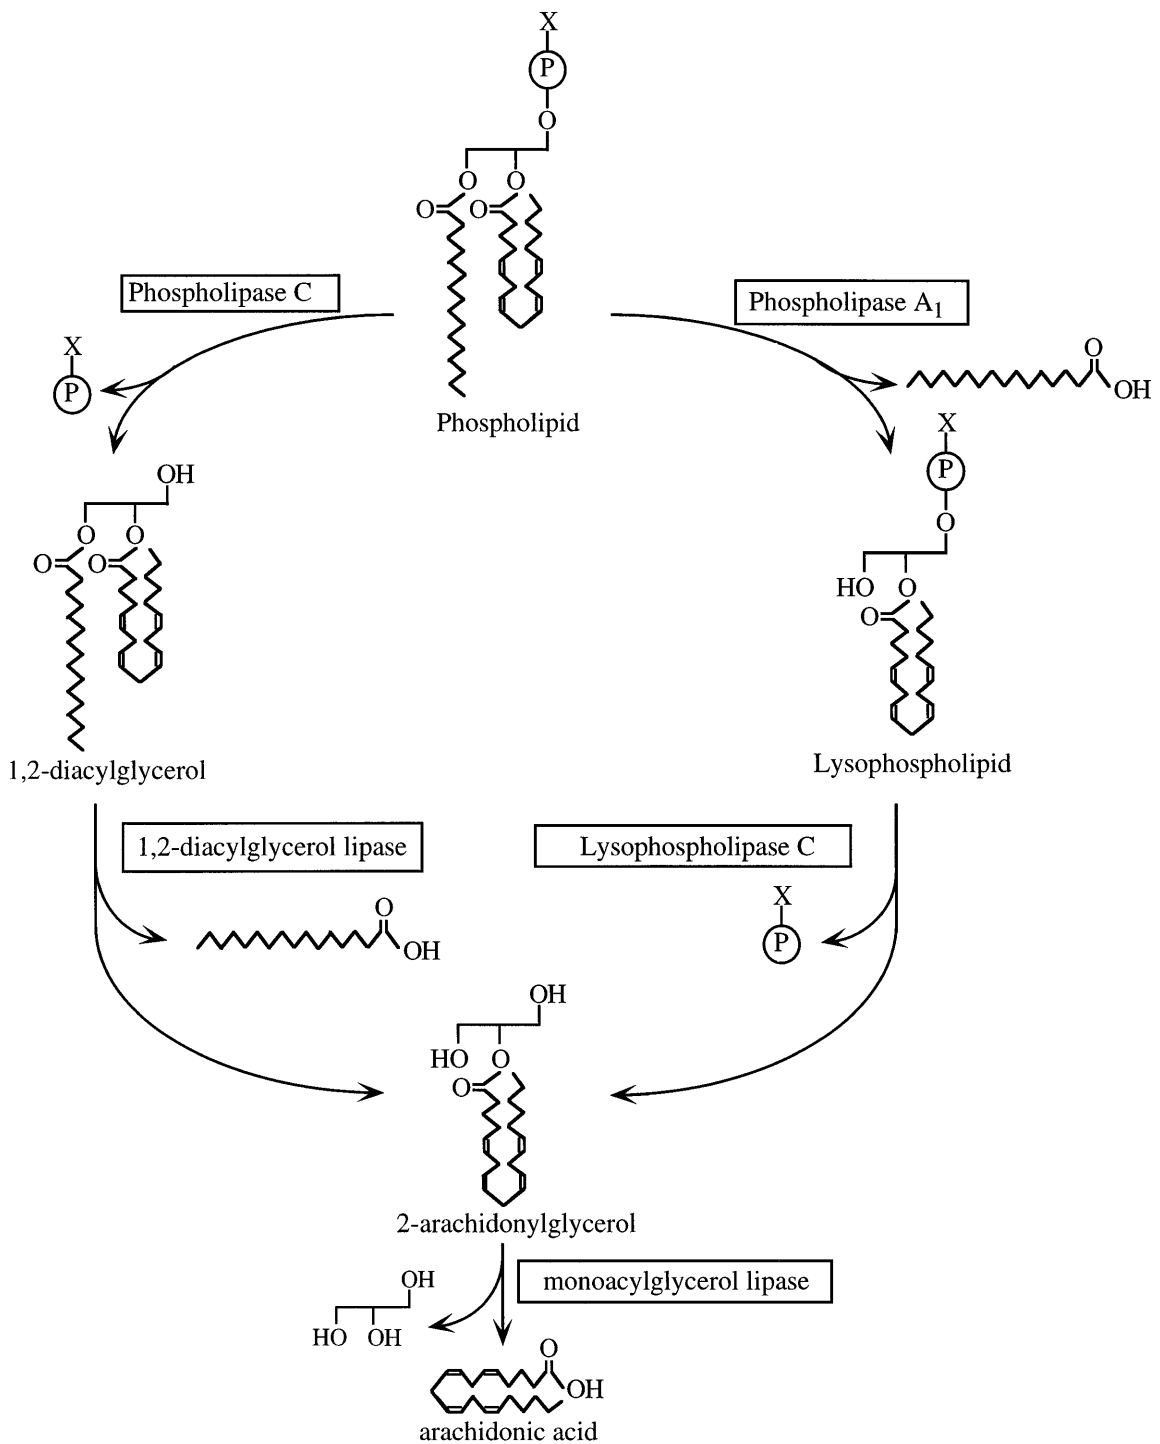 X
P
O
O O
O O
Phospholipase C
Phospholipase A1
X
P
O
OH
Phospholipid
X
P
O
OH
O O
O O
HO O
O
1,2-diacylglycerol
Lysophospholipid
1,2-diacylglycerol lipase
Lysophospholipase C
O
OH
X
P
OH
HO O
O
2-arachidonylglycerol
monoacylglycerol lipase
OH
HO OH
O
OH
arachidonic acid